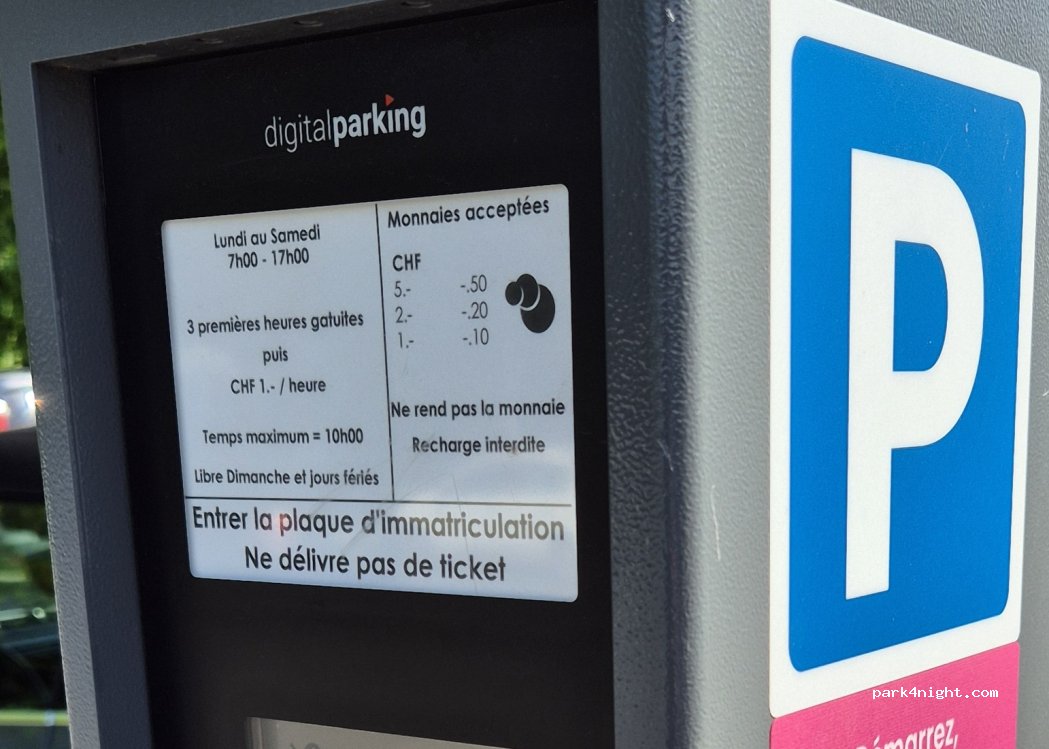 digitalparking
Lundi au Samedi
7h00 - 17h00
3 premières heures gatuites
puis
CHF 1.- / heure
Temps maximum = 10h00
Libre Dimanche et jours fériés
Monnaies acceptées
CHF
5.- -.50
2.- -.20
1.- -.10
Ne rend pas la monnaie
Recharge interdite
Entrer la plaque d'immatriculation
Ne délivre pas de ticket
P
Démarrez,
park4night.com